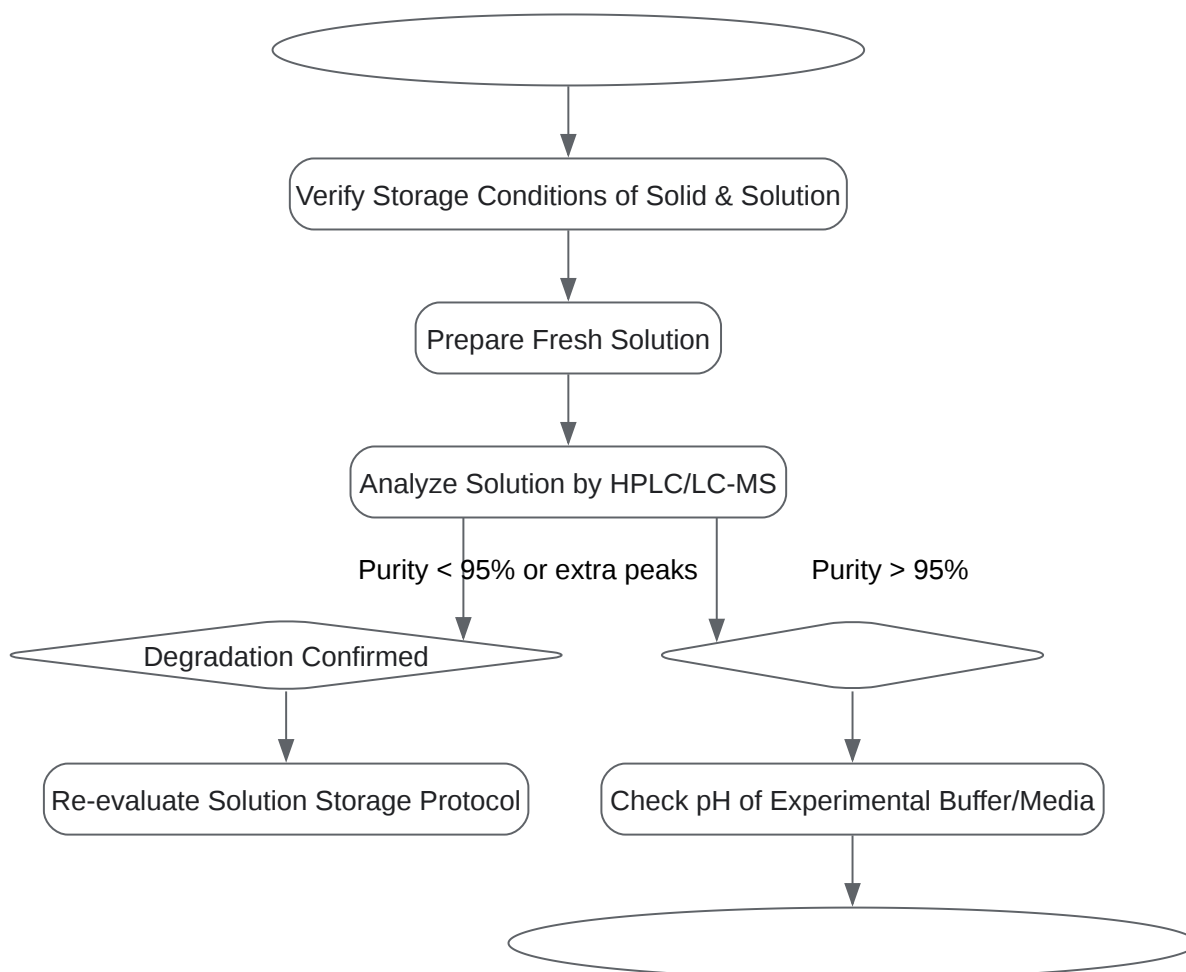 Verify Storage Conditions of Solid & Solution
Prepare Fresh Solution
Analyze Solution by HPLC/LC-MS
Purity < 95% or extra peaks
Purity > 95%
Degradation Confirmed
Re-evaluate Solution Storage Protocol
Check pH of Experimental Buffer/Media